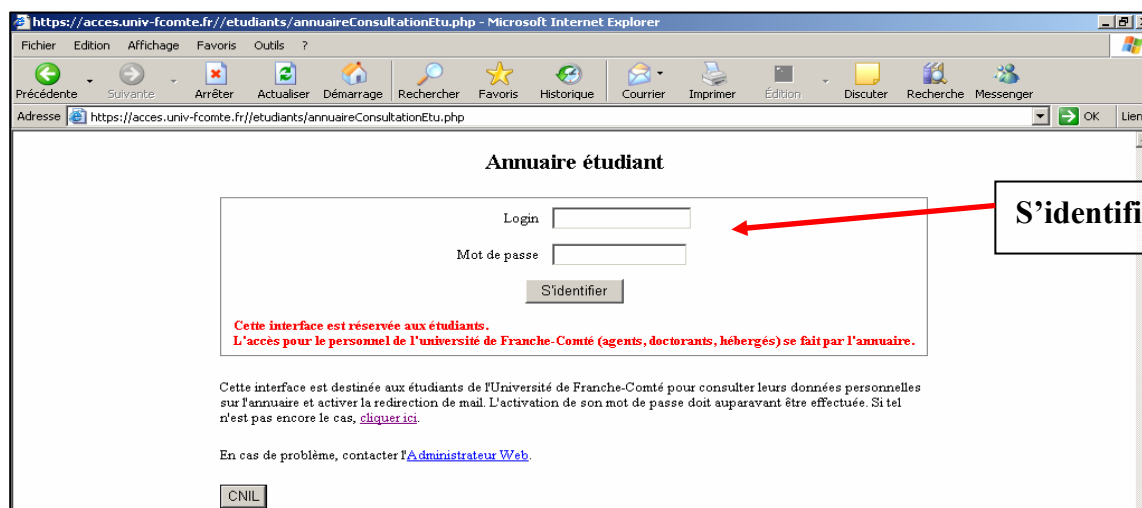 https://acces.univ-fcomte.fr//etudiants/annuaireConsultationEtu.php - Microsoft Internet Explorer
Fichier Edition Affichage Favoris Outils ?
Précédente Suivante Arrêter Actualiser Démarrage Rechercher Favoris Historique Courrier Imprimer Édition Discuter Recherche Messenger
Adresse https://acces.univ-fcomte.fr//etudiants/annuaireConsultationEtu.php OK Lien
Annuaire étudiant
Login
S'identifi
Mot de passe
S'identifier
Cette interface est réservée aux étudiants.
L'accès pour le personnel de l'université de Franche-Comté (agents, doctorants, hébergés) se fait par l'annuaire.
Cette interface est destinée aux étudiants de l'Université de Franche-Comté pour consulter leurs données personnelles
sur l'annuaire et activer la redirection de mail. L'activation de son mot de passe doit auparavant être effectuée. Si tel
n'est pas encore le cas, cliquer ici.
En cas de problème, contacter l'Administrateur Web.
CNIL